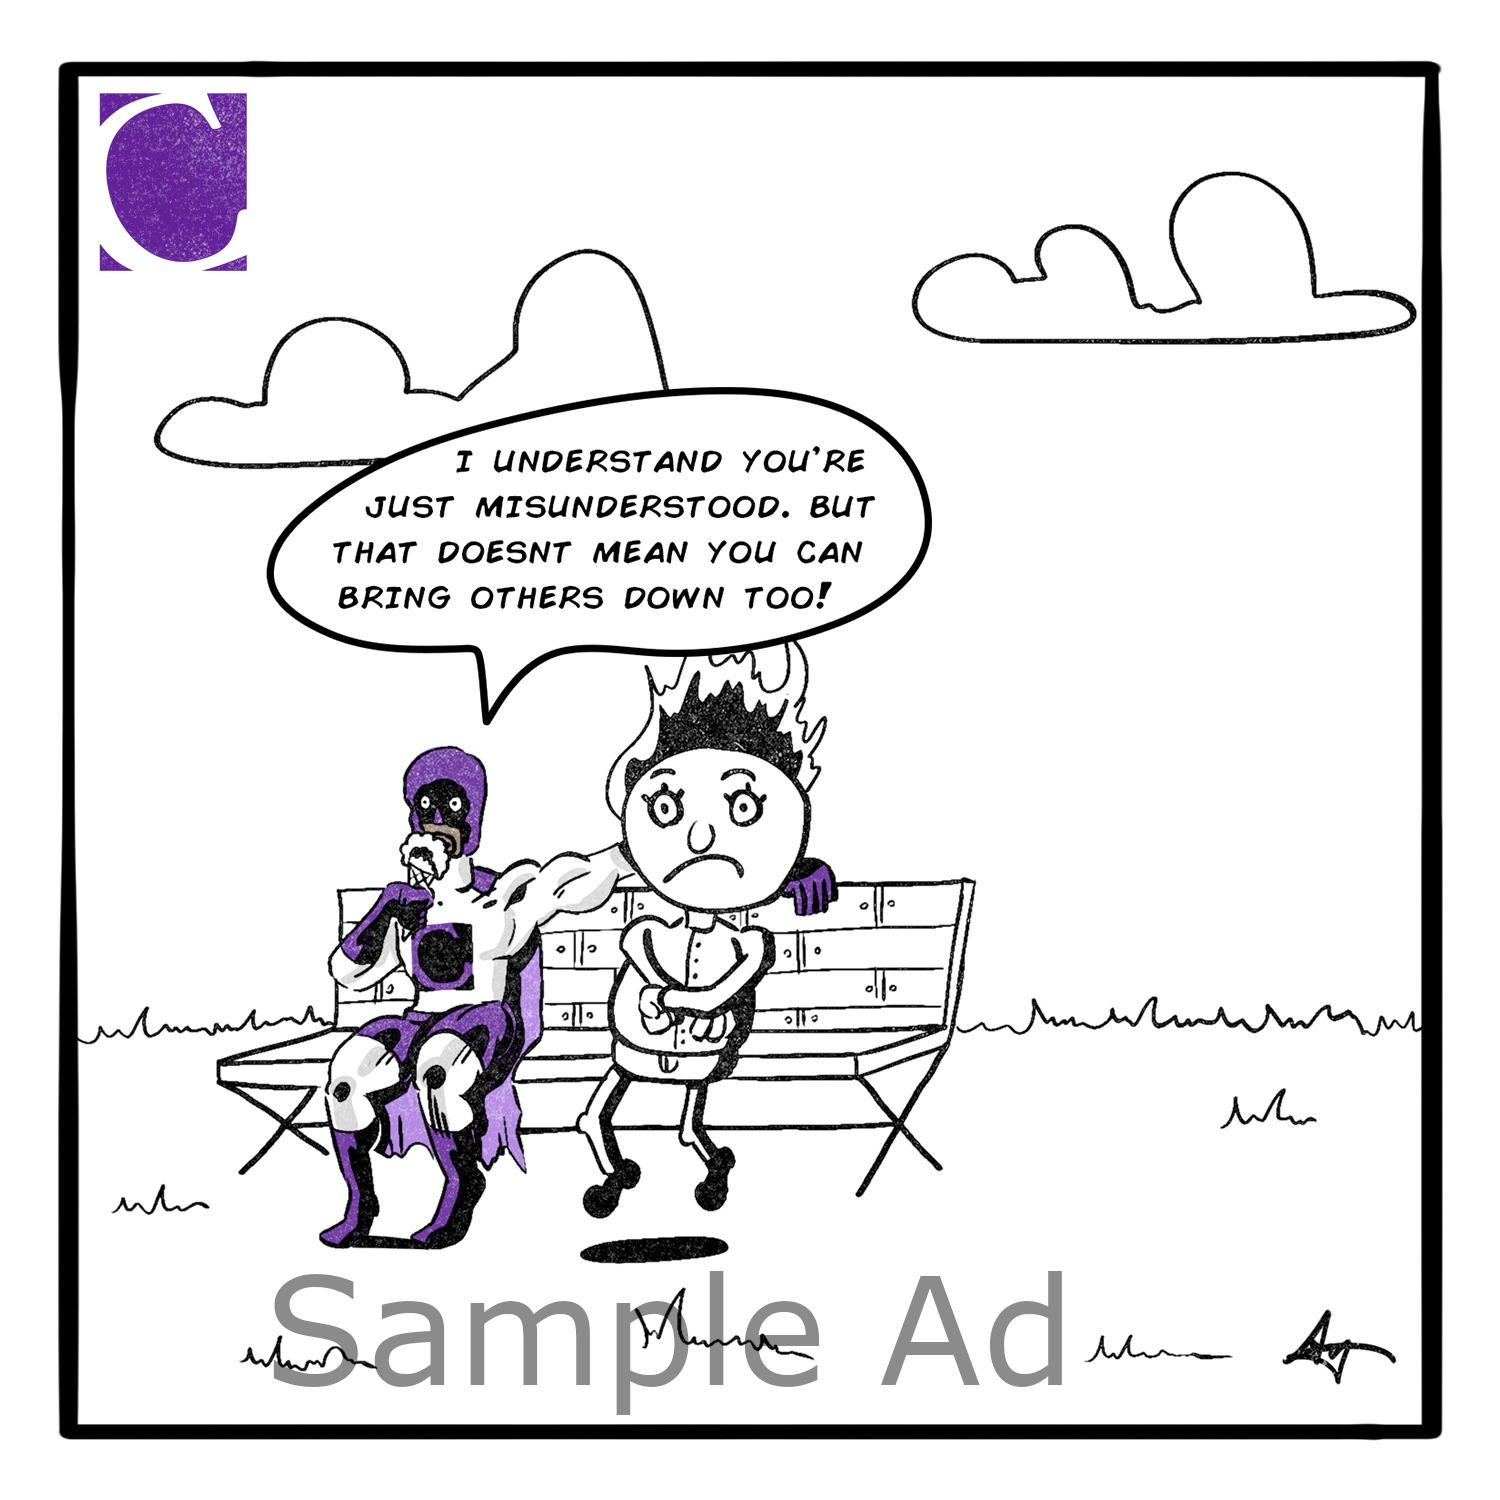 C
I UNDERSTAND YOU'RE
JUST MISUNDERSTOOD. BUT
THAT DOESNT MEAN YOU CAN
BRING OTHERS DOWN TOO!
C
Sample Ad